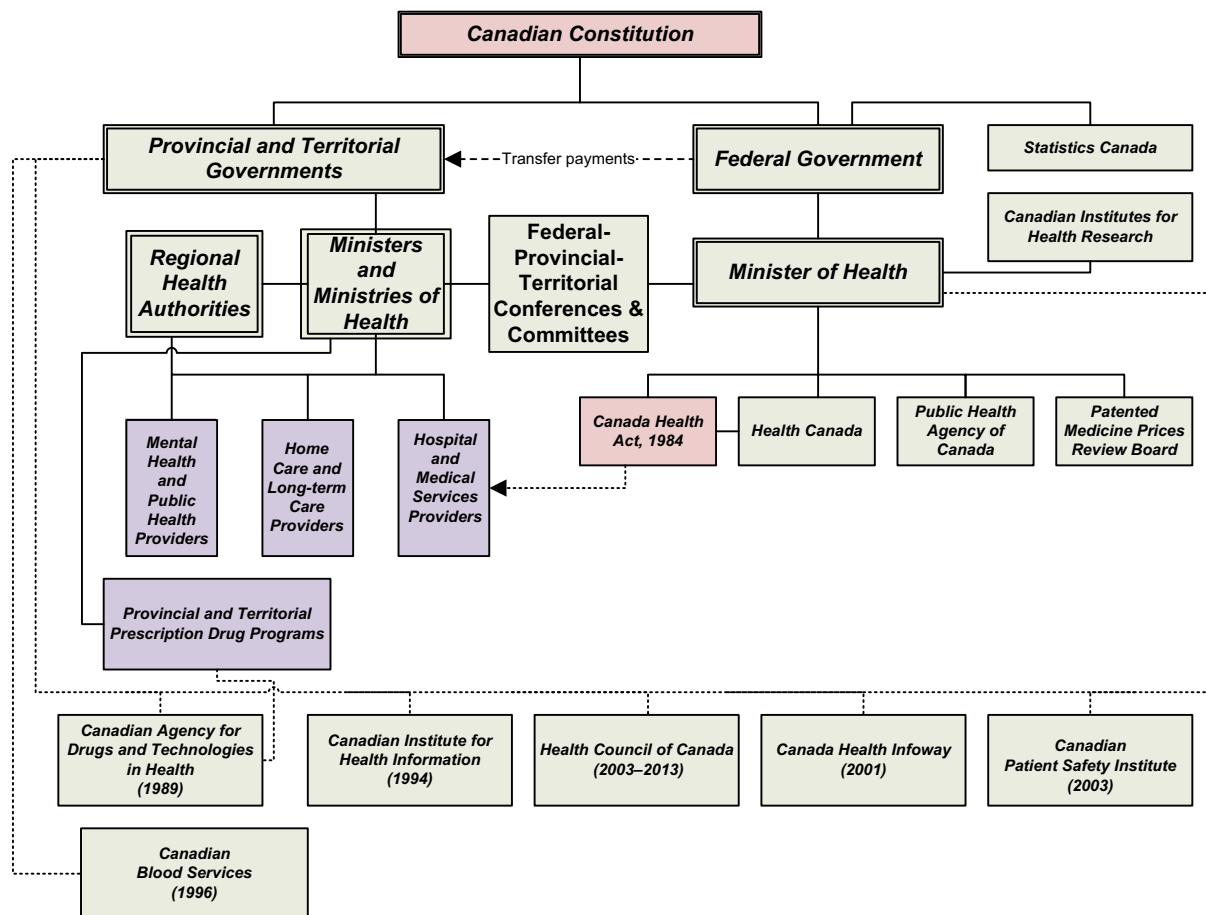 Canadian Constitution
Provincial and Territorial
Governments
Transfer payments
Federal Government
Statistics Canada
Canadian Institutes for
Health Research
Regional
Health
Authorities
Ministers
and
Ministries of
Health
Federal-
Provincial-
Territorial
Conferences &
Committees
Minister of Health
Mental
Health
and
Public
Health
Providers
Home
Care and
Long-term
Care
Providers
Hospital
and
Medical
Services
Providers
Canada Health
Act, 1984
Health Canada
Public Health
Agency of
Canada
Patented
Medicine Prices
Review Board
Provincial and Territorial
Prescription Drug Programs
Canadian Agency for
Drugs and Technologies
in Health
(1989)
Canadian Institute for
Health Information
(1994)
Health Council of Canada
(2003–2013)
Canada Health Infoway
(2001)
Canadian
Patient Safety Institute
(2003)
Canadian
Blood Services
(1996)